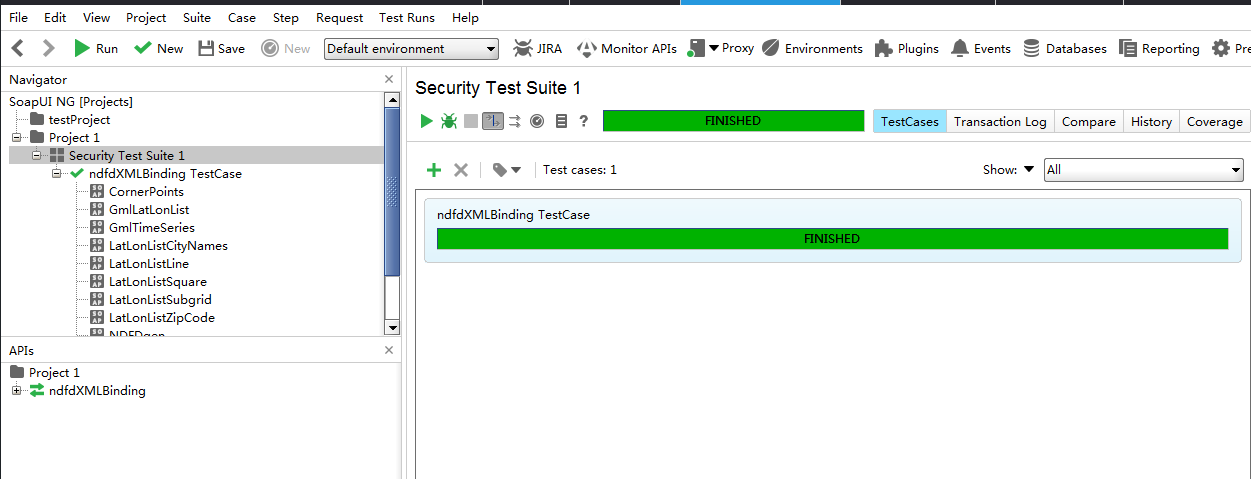 File Edit View Project Suite Case Step Request Test Runs Help
Run New Save New Default environment JIRA Monitor APIs Proxy Environments Plugins Events Databases Reporting Pre
Navigator
SoapUI NG [Projects]
testProject
Project 1
Security Test Suite 1
ndfdXMLBinding TestCase
CornerPoints
GmlLatLonList
GmlTimeSeries
LatLonListCityNames
LatLonListLine
LatLonListSquare
LatLonListSubgrid
LatLonListZipCode
NDFDgen
APIs
Project 1
ndfdXMLBinding
Security Test Suite 1
FINISHED TestCases Transaction Log Compare History Coverage
Test cases: 1 Show: All
ndfdXMLBinding TestCase
FINISHED